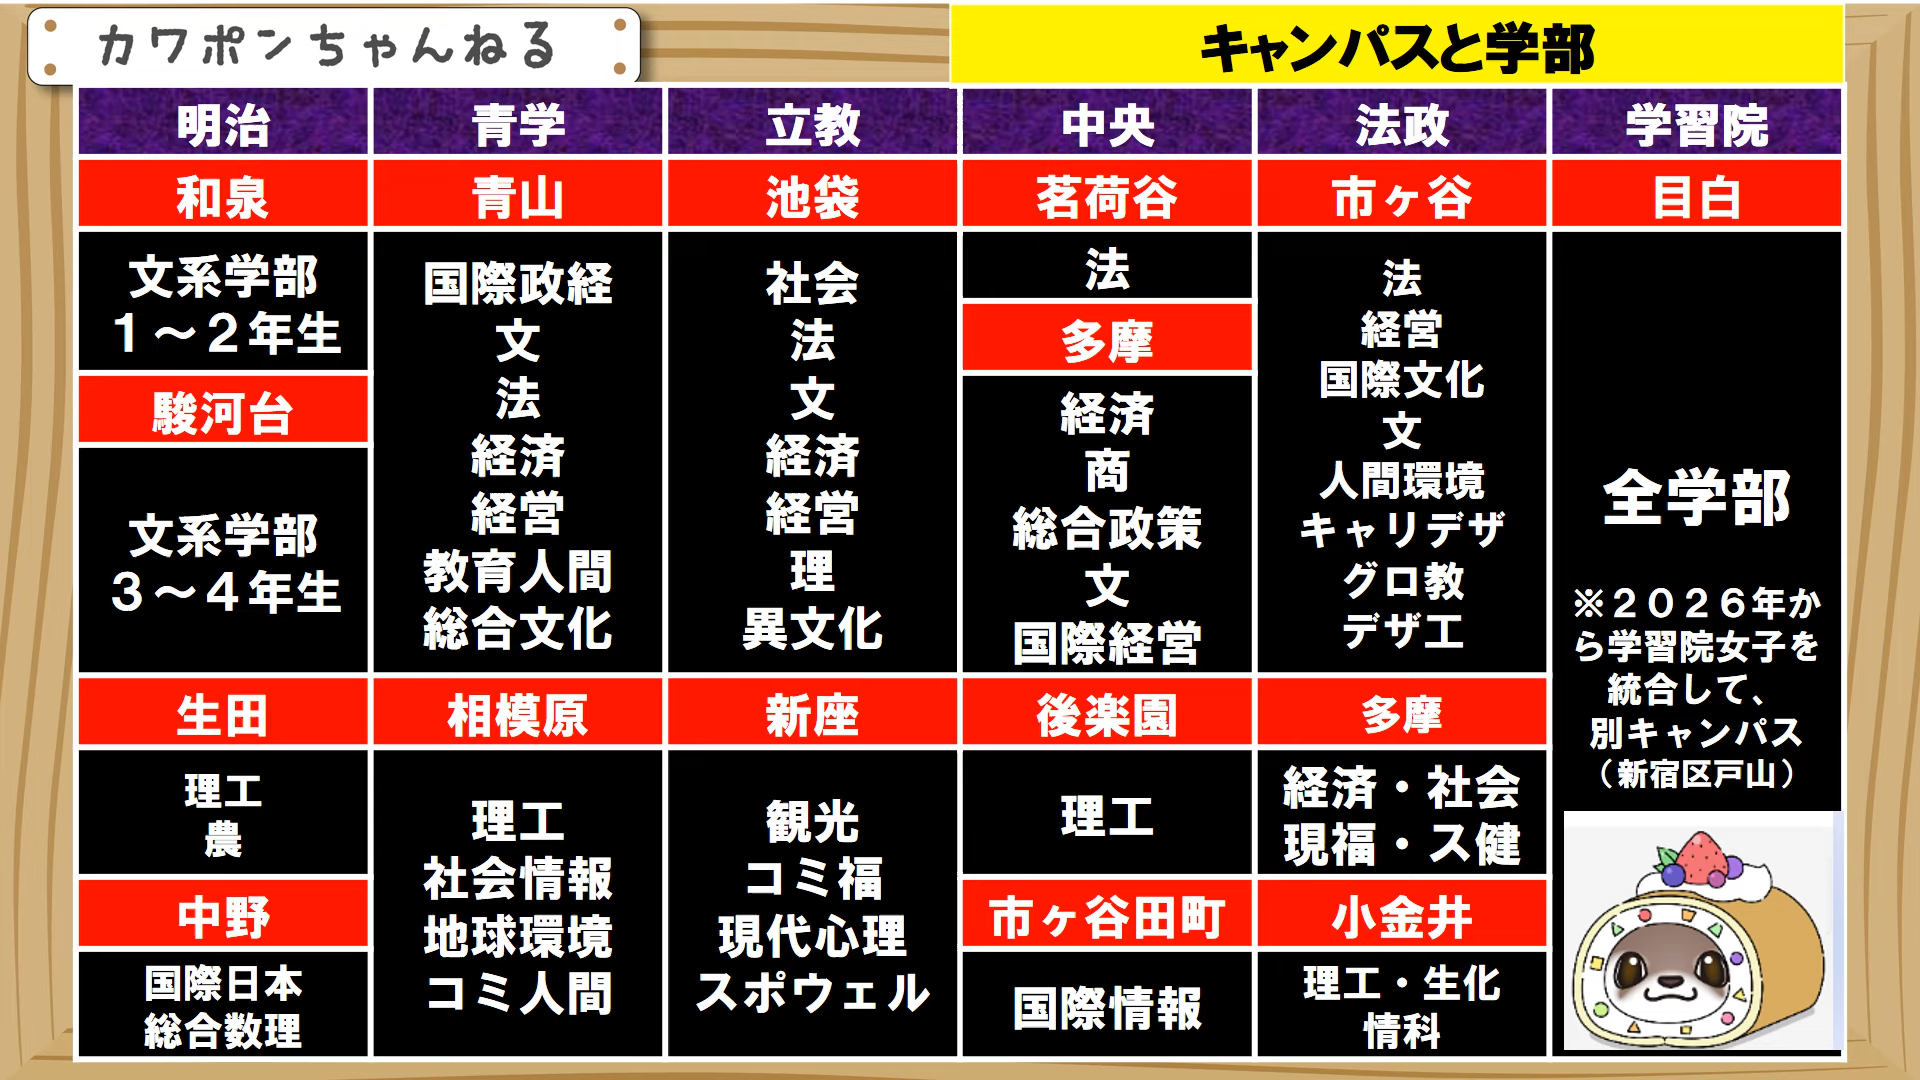 カワポンちゃんねる
キャンパスと学部
明治
青学
立教
中央
法政
学習院
和泉
青山
池袋
茗荷谷
市ヶ谷
目白
文系学部
１～２年生
駿河台
文系学部
３～４年生
生田
理工
農
中野
国際日本
総合数理
国際政経
文
法
経済
経営
教育人間
総合文化
相模原
理工
社会情報
地球環境
コミ人間
社会
法
文
経済
経営
理
異文化
新座
観光
コミ福
現代心理
スポウェル
法
多摩
経済
商
総合政策
文
国際経営
後楽園
理工
市ヶ谷田町
国際情報
法
経営
国際文化
文
人間環境
キャリデザ
グロ教
デザ工
多摩
経済・社会
現福・ス健
小金井
理工・生化
情科
全学部
※２０２６年か
ら学習院女子を
統合して、
別キャンパス
（新宿区戸山）